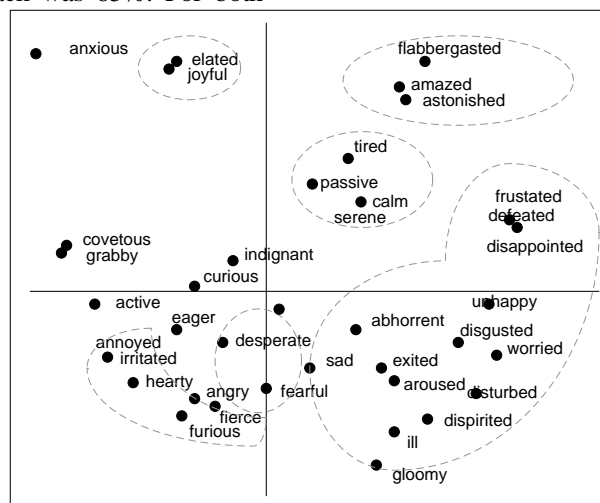 anxious
elated
joyful
flabbergasted
amazed
astonished
tired
passive
calm
serene
frustated
defeated
disappointed
covetous
grabby
indignant
curious
active
eager
unhappy
abhorrent
annoyed
irritated
desperate
disgusted
worried
sad
exited
hearty
angry
fearful
aroused
disturbed
fierce
furious
dispirited
ill
gloomy